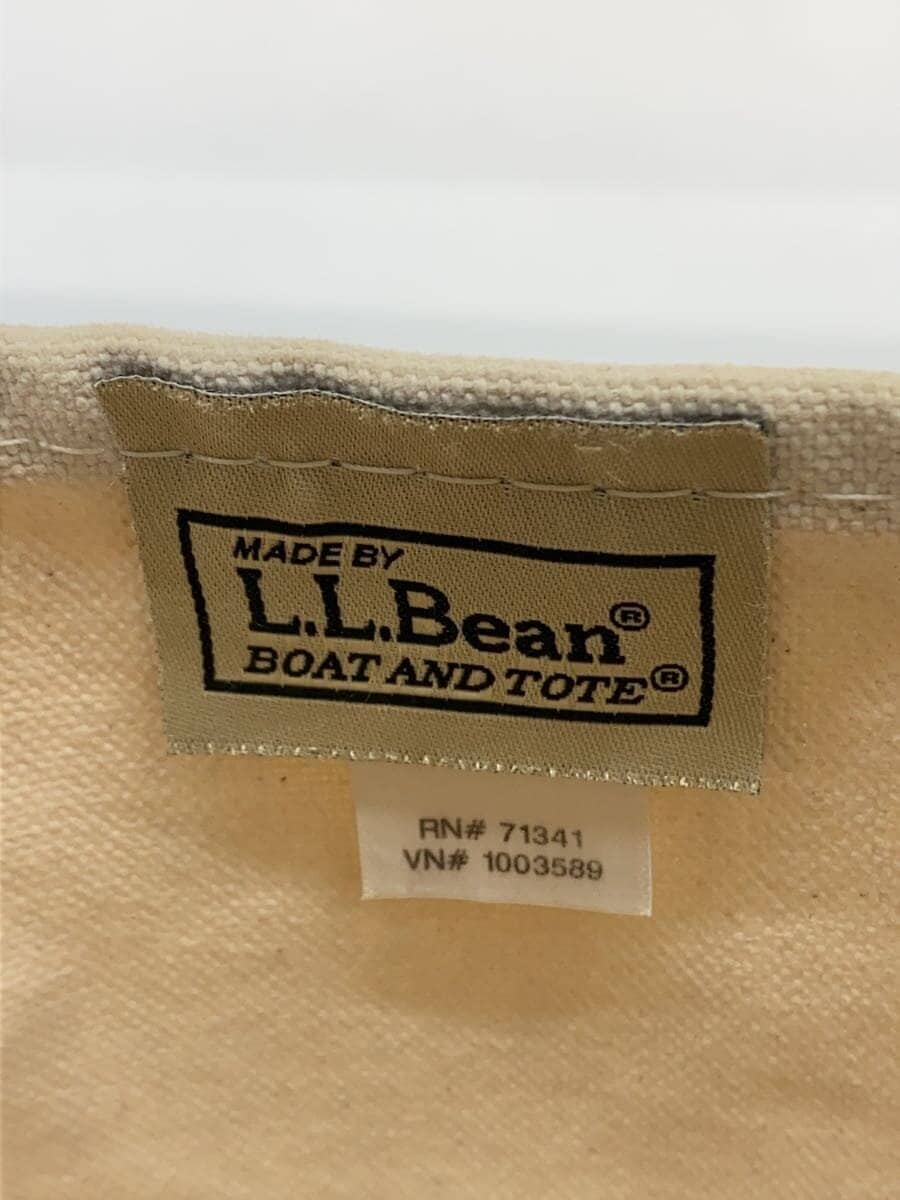 MADE BY
L.L.Bean®
BOAT AND TOTE®
RN# 71341
VN# 1003589